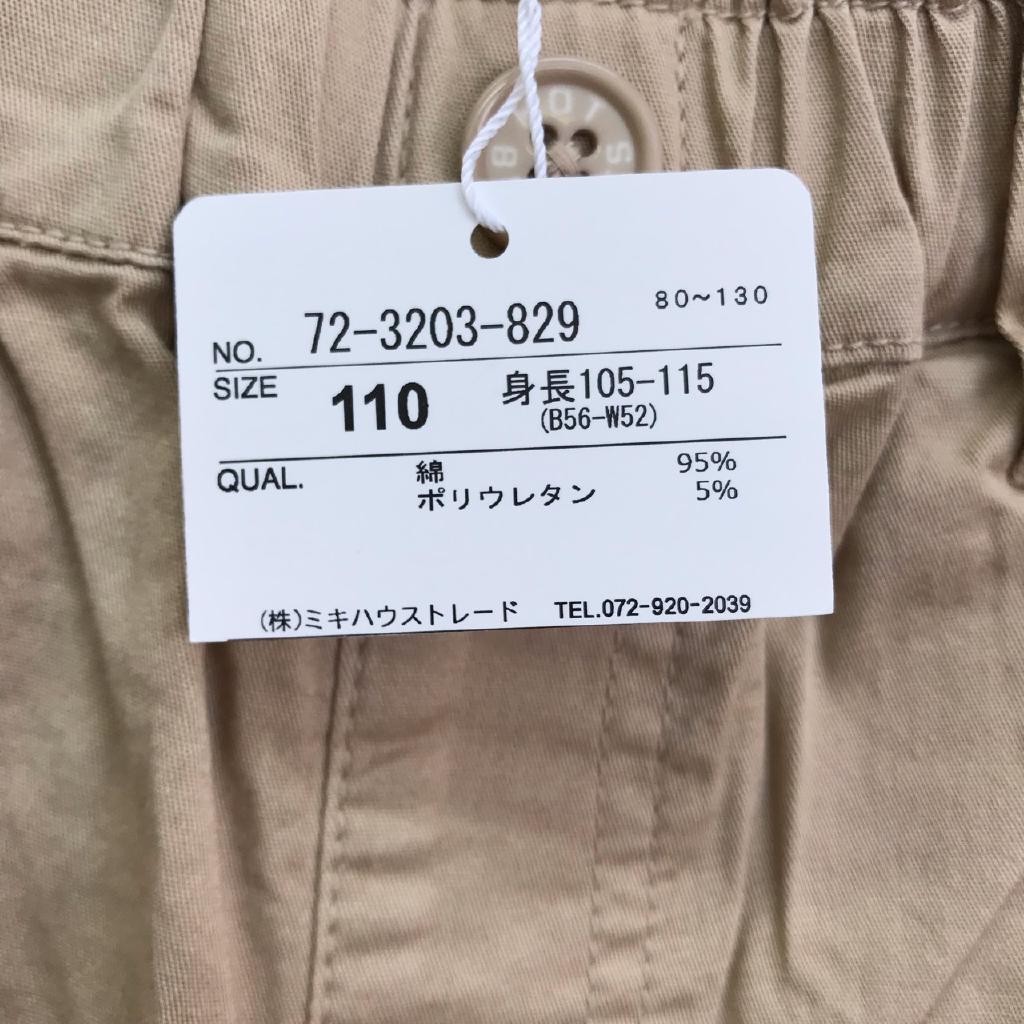 80～130
NO. 72-3203-829
SIZE 110 身長105-115
(B56-W52)
QUAL. 綿 95%
ポリウレタン 5%
(株)ミキハウストレード TEL.072-920-2039